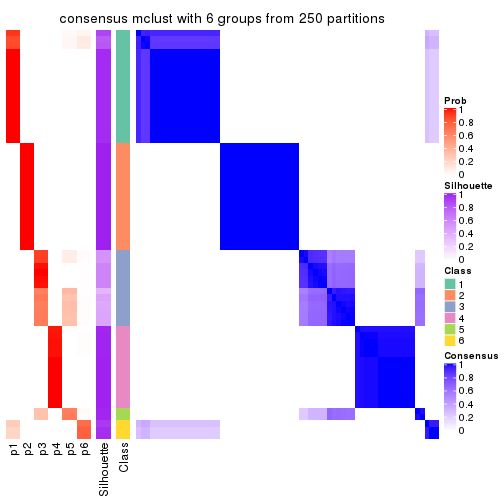 consensus mclust with 6 groups from 250 partitions
Prob
1
0.8
0.6
0.4
0.2
0
Silhouette
1
0.8
0.6
0.4
0.2
0
Class
1
2
3
4
5
6
Consensus
1
0.8
0.6
0.4
0.2
0
p1
p2
p3
p4
p5
p6
Silhouette
Class